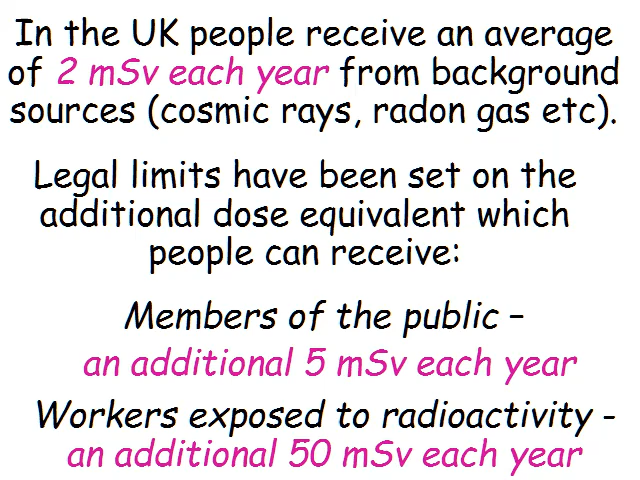 In the UK people receive an average
of 2 mSv each year from background
sources (cosmic rays, radon gas etc).
Legal limits have been set on the
additional dose equivalent which
people can receive:
Members of the public –
an additional 5 mSv each year
Workers exposed to radioactivity -
an additional 50 mSv each year